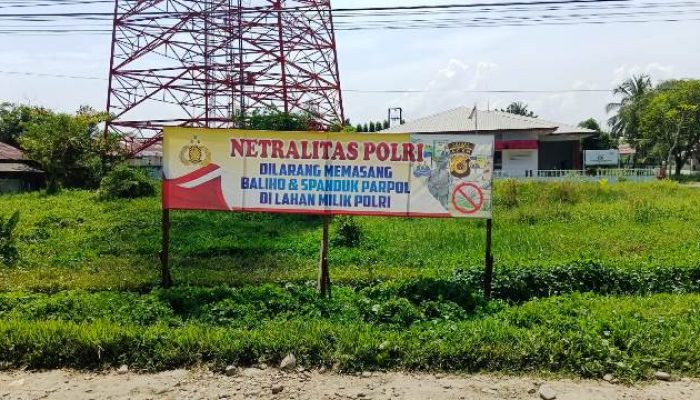 NETRALITAS POLRI
DILARANG MEMASANG
BALIHO & SPANDUK PARPOL
DI LAHAN MILIK POLRI